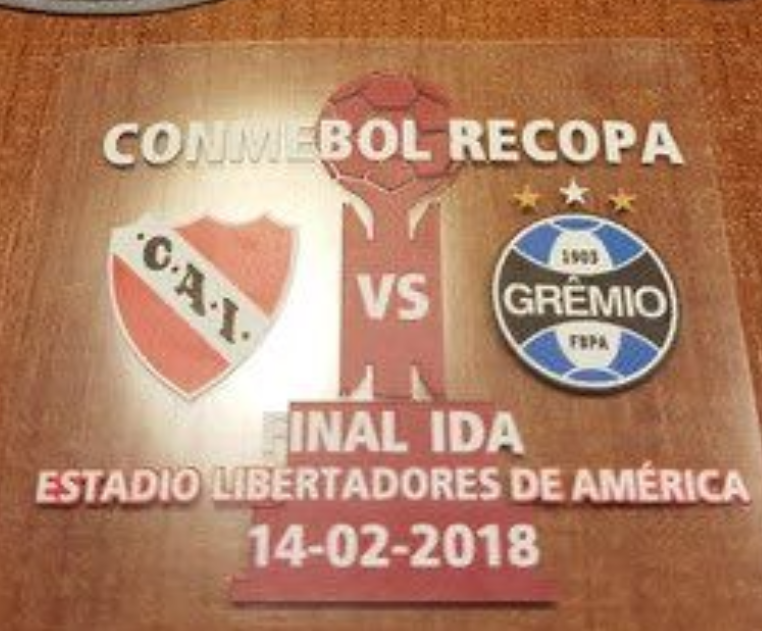 CONMEBOL RECOPA
·C·A·I·
1903
GRÊMIO
FBPA
VS
FINAL IDA
ESTADIO LIBERTADORES DE AMÉRICA
14-02-2018